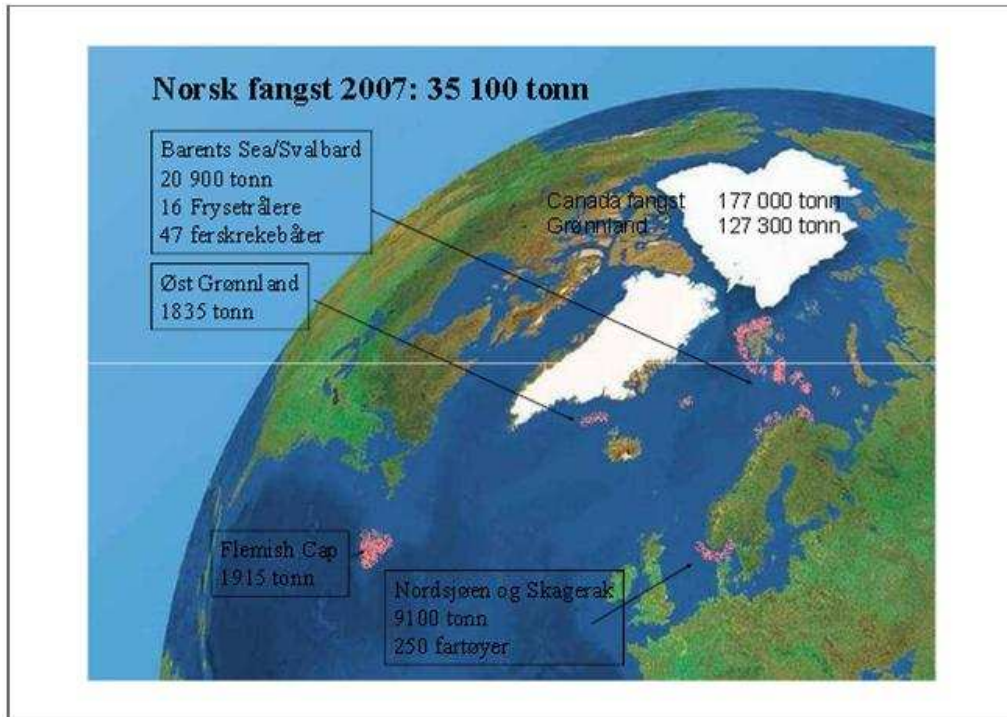 Norsk fangst 2007: 35 100 tonn
Barents Sea/Svalbard
20 900 tonn
16 Frysetrålere
47 ferskrekebåter
Canada fangst 177 000 tonn
Grønnland 127 300 tonn
Øst Grønnland
1835 tonn
Flemish Cap
1915 tonn
Nordsjøen og Skagerak
9100 tonn
250 fartøyer